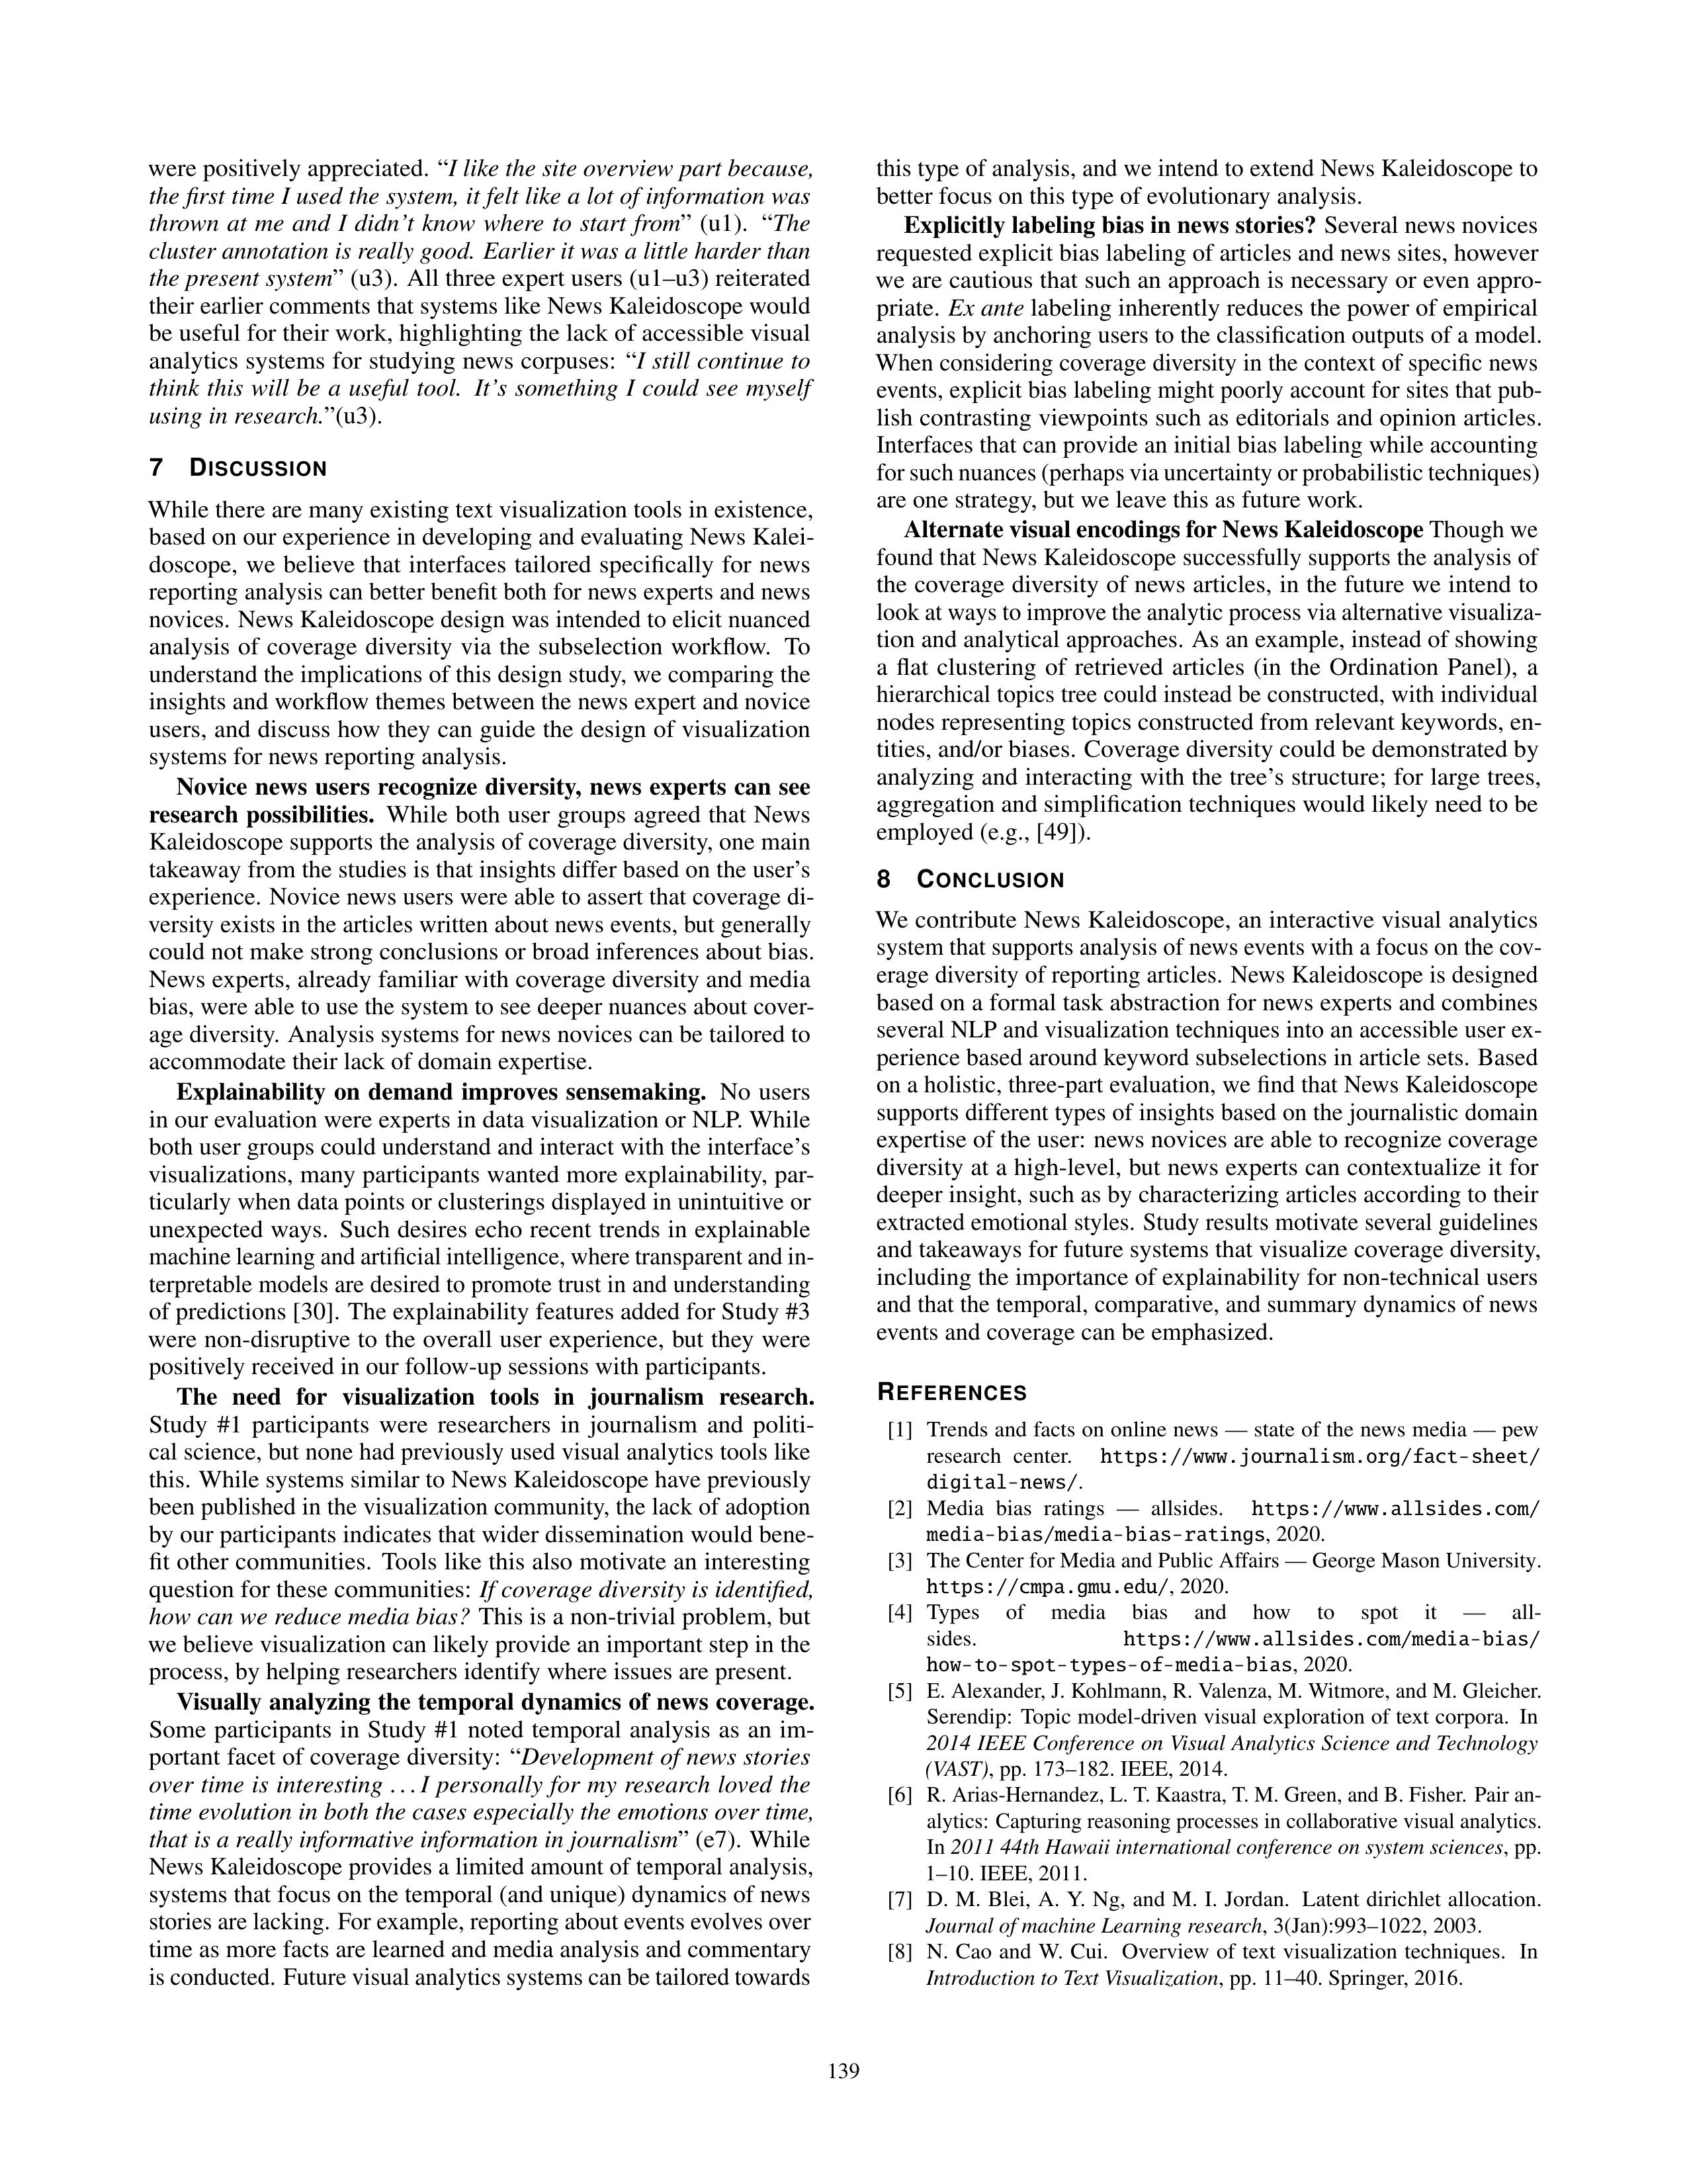 were positively appreciated. “I like the site overview part because,
the first time I used the system, it felt like a lot of information was
thrown at me and I didn’t know where to start from” (u1). “The
cluster annotation is really good. Earlier it was a little harder than
the present system” (u3). All three expert users (u1–u3) reiterated
their earlier comments that systems like News Kaleidoscope would
be useful for their work, highlighting the lack of accessible visual
analytics systems for studying news corpuses: “I still continue to
think this will be a useful tool. It’s something I could see myself
using in research.”(u3).
7 DISCUSSION
While there are many existing text visualization tools in existence,
based on our experience in developing and evaluating News Kalei-
doscope, we believe that interfaces tailored specifically for news
reporting analysis can better benefit both for news experts and news
novices. News Kaleidoscope design was intended to elicit nuanced
analysis of coverage diversity via the subselection workflow. To
understand the implications of this design study, we comparing the
insights and workflow themes between the news expert and novice
users, and discuss how they can guide the design of visualization
systems for news reporting analysis.
Novice news users recognize diversity, news experts can see
research possibilities. While both user groups agreed that News
Kaleidoscope supports the analysis of coverage diversity, one main
takeaway from the studies is that insights differ based on the user’s
experience. Novice news users were able to assert that coverage di-
versity exists in the articles written about news events, but generally
could not make strong conclusions or broad inferences about bias.
News experts, already familiar with coverage diversity and media
bias, were able to use the system to see deeper nuances about cover-
age diversity. Analysis systems for news novices can be tailored to
accommodate their lack of domain expertise.
Explainability on demand improves sensemaking. No users
in our evaluation were experts in data visualization or NLP. While
both user groups could understand and interact with the interface’s
visualizations, many participants wanted more explainability, par-
ticularly when data points or clusterings displayed in unintuitive or
unexpected ways. Such desires echo recent trends in explainable
machine learning and artificial intelligence, where transparent and in-
terpretable models are desired to promote trust in and understanding
of predictions [30]. The explainability features added for Study #3
were non-disruptive to the overall user experience, but they were
positively received in our follow-up sessions with participants.
The need for visualization tools in journalism research.
Study #1 participants were researchers in journalism and politi-
cal science, but none had previously used visual analytics tools like
this. While systems similar to News Kaleidoscope have previously
been published in the visualization community, the lack of adoption
by our participants indicates that wider dissemination would bene-
fit other communities. Tools like this also motivate an interesting
question for these communities: If coverage diversity is identified,
how can we reduce media bias? This is a non-trivial problem, but
we believe visualization can likely provide an important step in the
process, by helping researchers identify where issues are present.
Visually analyzing the temporal dynamics of news coverage.
Some participants in Study #1 noted temporal analysis as an im-
portant facet of coverage diversity: “Development of news stories
over time is interesting . . . I personally for my research loved the
time evolution in both the cases especially the emotions over time,
that is a really informative information in journalism” (e7). While
News Kaleidoscope provides a limited amount of temporal analysis,
systems that focus on the temporal (and unique) dynamics of news
stories are lacking. For example, reporting about events evolves over
time as more facts are learned and media analysis and commentary
is conducted. Future visual analytics systems can be tailored towards
this type of analysis, and we intend to extend News Kaleidoscope to
better focus on this type of evolutionary analysis.
Explicitly labeling bias in news stories? Several news novices
requested explicit bias labeling of articles and news sites, however
we are cautious that such an approach is necessary or even appro-
priate. Ex ante labeling inherently reduces the power of empirical
analysis by anchoring users to the classification outputs of a model.
When considering coverage diversity in the context of specific news
events, explicit bias labeling might poorly account for sites that pub-
lish contrasting viewpoints such as editorials and opinion articles.
Interfaces that can provide an initial bias labeling while accounting
for such nuances (perhaps via uncertainty or probabilistic techniques)
are one strategy, but we leave this as future work.
Alternate visual encodings for News Kaleidoscope Though we
found that News Kaleidoscope successfully supports the analysis of
the coverage diversity of news articles, in the future we intend to
look at ways to improve the analytic process via alternative visualiza-
tion and analytical approaches. As an example, instead of showing
a flat clustering of retrieved articles (in the Ordination Panel), a
hierarchical topics tree could instead be constructed, with individual
nodes representing topics constructed from relevant keywords, en-
tities, and/or biases. Coverage diversity could be demonstrated by
analyzing and interacting with the tree’s structure; for large trees,
aggregation and simplification techniques would likely need to be
employed (e.g., [49]).
8 CONCLUSION
We contribute News Kaleidoscope, an interactive visual analytics
system that supports analysis of news events with a focus on the cov-
erage diversity of reporting articles. News Kaleidoscope is designed
based on a formal task abstraction for news experts and combines
several NLP and visualization techniques into an accessible user ex-
perience based around keyword subselections in article sets. Based
on a holistic, three-part evaluation, we find that News Kaleidoscope
supports different types of insights based on the journalistic domain
expertise of the user: news novices are able to recognize coverage
diversity at a high-level, but news experts can contextualize it for
deeper insight, such as by characterizing articles according to their
extracted emotional styles. Study results motivate several guidelines
and takeaways for future systems that visualize coverage diversity,
including the importance of explainability for non-technical users
and that the temporal, comparative, and summary dynamics of news
events and coverage can be emphasized.
REFERENCES
[1] Trends and facts on online news — state of the news media — pew
research center. https://www.journalism.org/fact-sheet/
digital-news/.
[2] Media bias ratings — allsides. https://www.allsides.com/
media-bias/media-bias-ratings, 2020.
[3] The Center for Media and Public Affairs — George Mason University.
https://cmpa.gmu.edu/, 2020.
[4] Types of media bias and how to spot it — all-
sides. https://www.allsides.com/media-bias/
how-to-spot-types-of-media-bias, 2020.
[5] E. Alexander, J. Kohlmann, R. Valenza, M. Witmore, and M. Gleicher.
Serendip: Topic model-driven visual exploration of text corpora. In
2014 IEEE Conference on Visual Analytics Science and Technology
(VAST), pp. 173–182. IEEE, 2014.
[6] R. Arias-Hernandez, L. T. Kaastra, T. M. Green, and B. Fisher. Pair an-
alytics: Capturing reasoning processes in collaborative visual analytics.
In 2011 44th Hawaii international conference on system sciences, pp.
1–10. IEEE, 2011.
[7] D. M. Blei, A. Y. Ng, and M. I. Jordan. Latent dirichlet allocation.
Journal of machine Learning research, 3(Jan):993–1022, 2003.
[8] N. Cao and W. Cui. Overview of text visualization techniques. In
Introduction to Text Visualization, pp. 11–40. Springer, 2016.
139